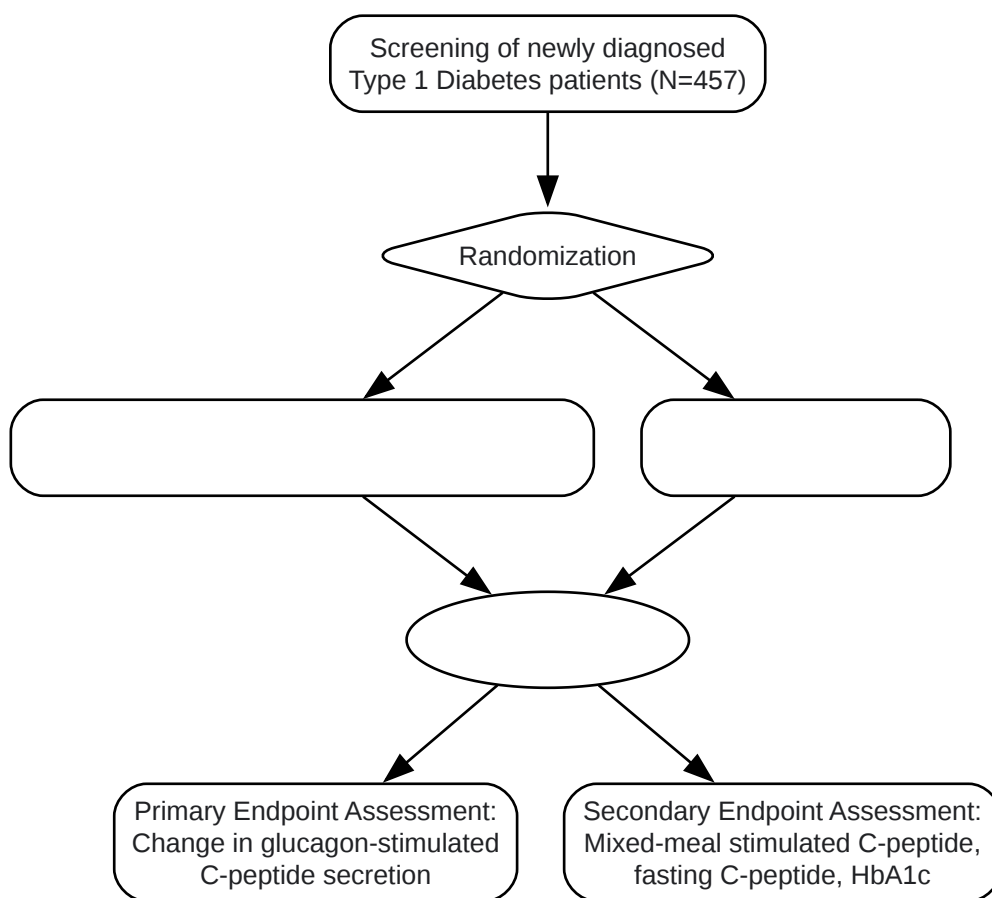 Screening of newly diagnosed
Type 1 Diabetes patients (N=457)
Randomization
Primary Endpoint Assessment:
Change in glucagon-stimulated
C-peptide secretion
Secondary Endpoint Assessment:
Mixed-meal stimulated C-peptide,
fasting C-peptide, HbA1c